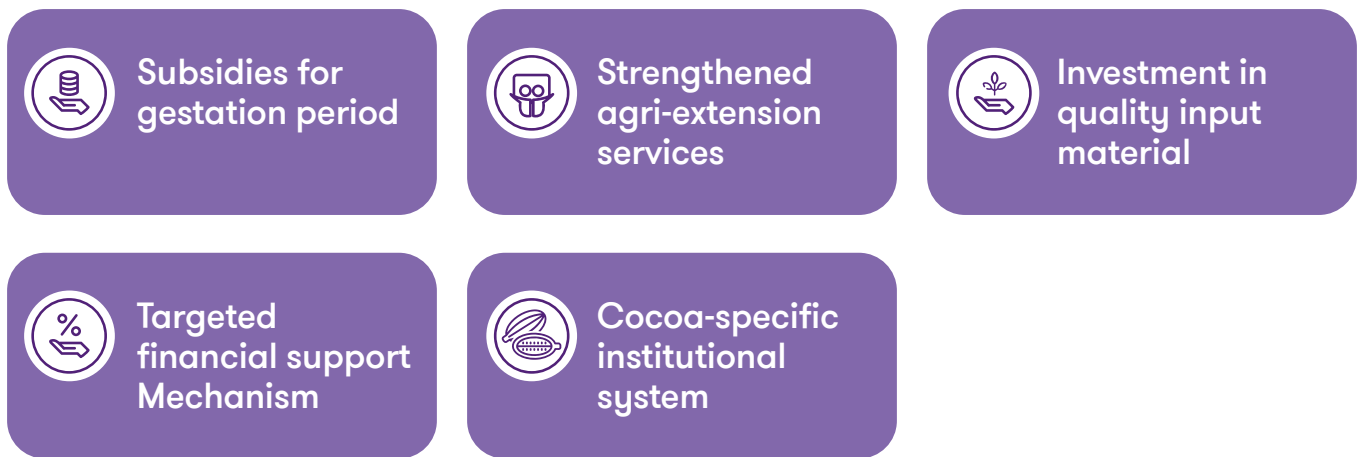 Subsidies for
gestation period
Strengthened
agri-extension
services
Investment in
quality input
material
Targeted
financial support
Mechanism
Cocoa-specific
institutional
system